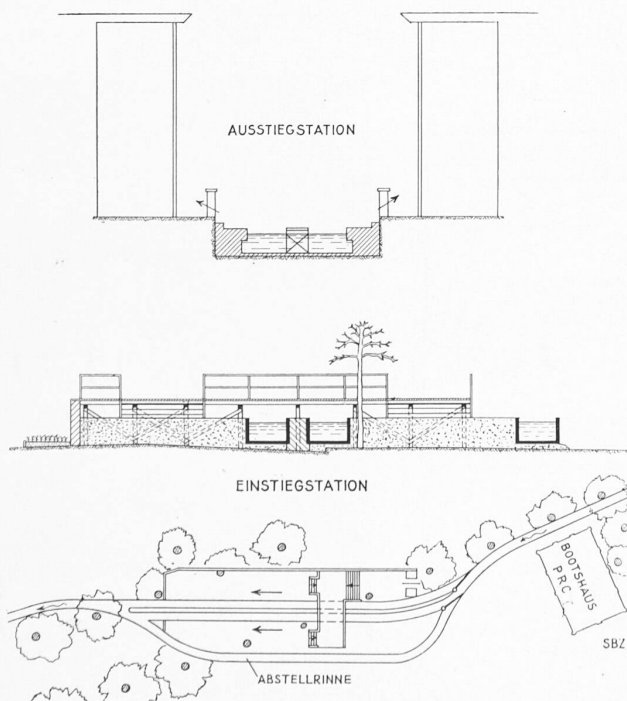 AUSSTIEGSTATION
EINSTIEGSTATION
BOOTSHAUS
P R C
SBZ
ABSTELLRINNE